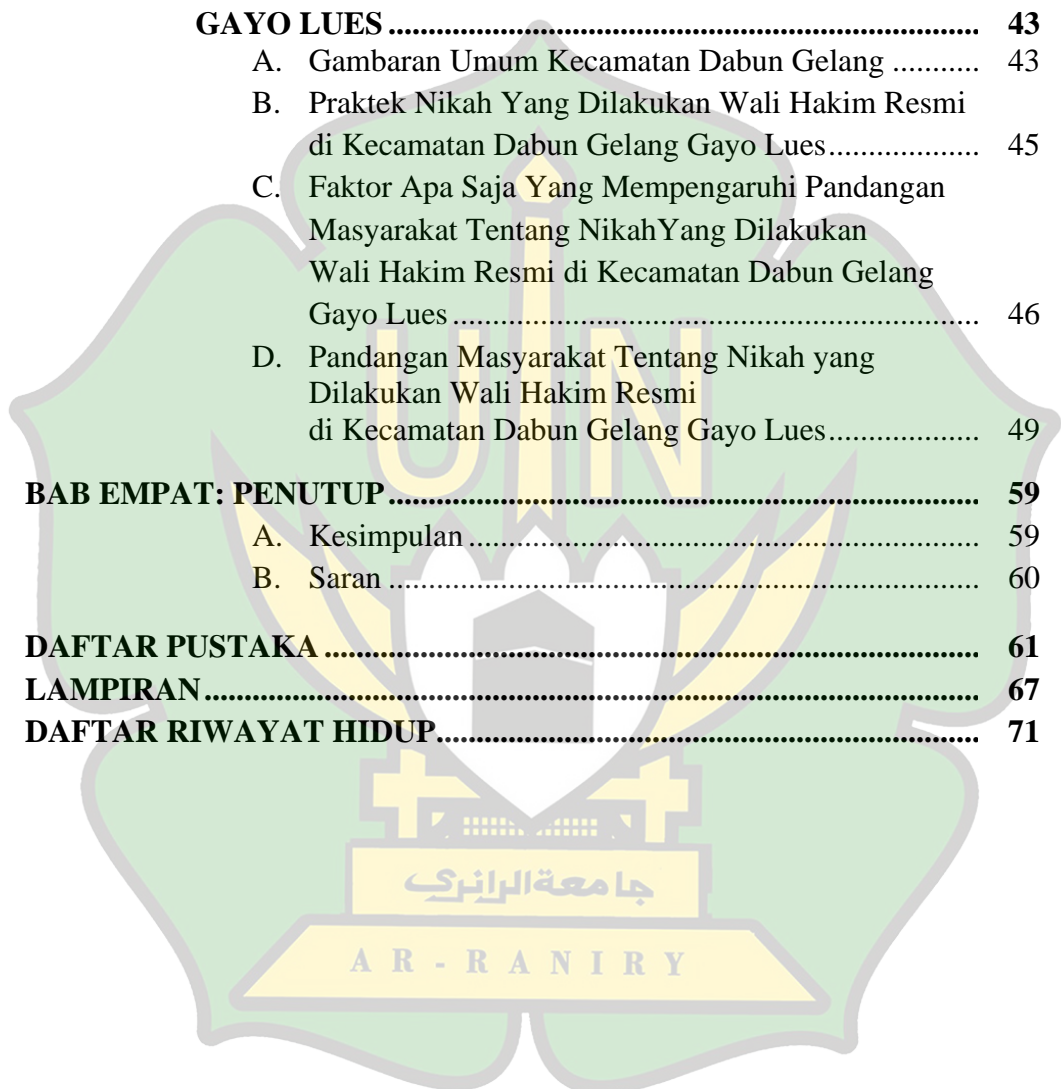 GAYO LUES ........................................................................... 43
A. Gambaran Umum Kecamatan Dabun Gelang ........... 43
B. Praktek Nikah Yang Dilakukan Wali Hakim Resmi
di Kecamatan Dabun Gelang Gayo Lues................... 45
C. Faktor Apa Saja Yang Mempengaruhi Pandangan
Masyarakat Tentang NikahYang Dilakukan
Wali Hakim Resmi di Kecamatan Dabun Gelang
Gayo Lues ................................................................... 46
D. Pandangan Masyarakat Tentang Nikah yang
Dilakukan Wali Hakim Resmi
di Kecamatan Dabun Gelang Gayo Lues................... 49
BAB EMPAT: PENUTUP ........................................................................... 59
A. Kesimpulan ................................................................. 59
B. Saran ........................................................................... 60
DAFTAR PUSTAKA ................................................................................... 61
LAMPIRAN.................................................................................................. 67
DAFTAR RIWAYAT HIDUP..................................................................... 71
UIN
جامعةالرانري
AR-RANIRY